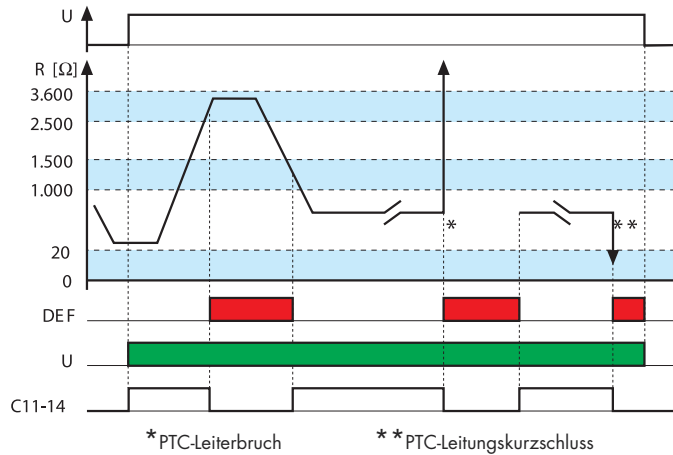 U
R [Ω]
3.600
2.500
1.500
1.000
*
**
20
0
DEF
U
C11-14
*PTC-Leiterbruch
**PTC-Leitungskurzschluss